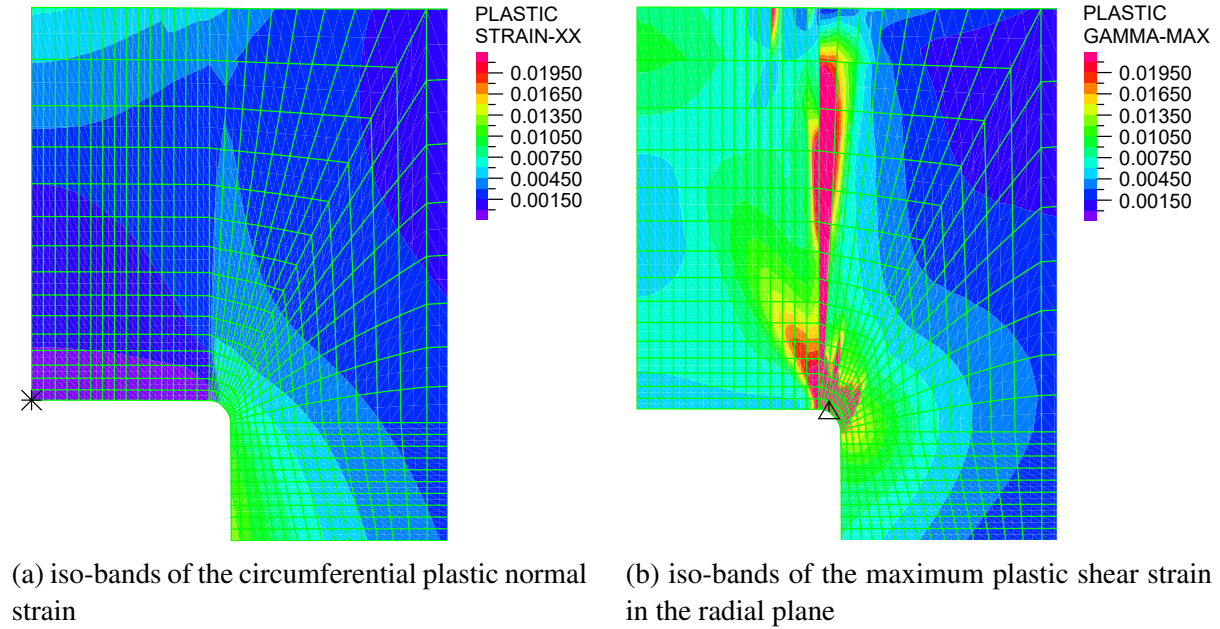 PLASTIC
STRAIN-XX
0.01950
0.01650
0.01350
0.01050
0.00750
0.00450
0.00150
PLASTIC
GAMMA-MAX
0.01950
0.01650
0.01350
0.01050
0.00750
0.00450
0.00150
(a) iso-bands of the circumferential plastic normal
strain
(b) iso-bands of the maximum plastic shear strain
in the radial plane